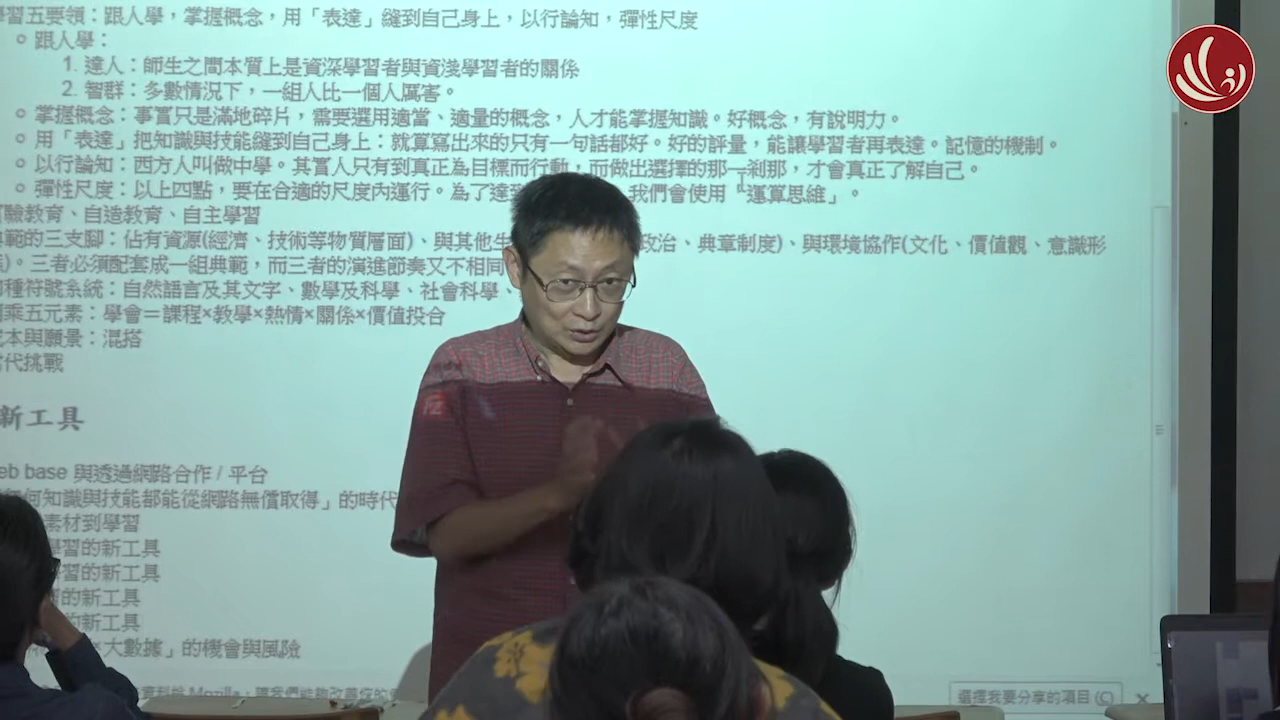 學習五要領：跟人學，掌握概念，用「表達」縫到自己身上，以行論知，彈性尺度
跟人學：
1. 達人：師生之間本質上是資深學習者與資淺學習者的關係
2. 智群：多數情況下，一組人比一個人厲害。
掌握概念：事實只是滿地碎片，需要選用適當、適量的概念，人才能掌握知識。好概念，有說明力。
用「表達」把知識與技能縫到自己身上：就算寫出來的只有一句話都好。好的評量，能讓學習者再表達。記憶的機制。
以行論知：西方人叫做中學。其實人只有到真正為目標而行動，而做出選擇的那一剎那，才會真正了解自己。
彈性尺度：以上四點，要在合適的尺度內運行。為了達到 我們會使用『運算思維』。
驗教育、自造教育、自主學習
範的三支腳：佔有資源(經濟、技術等物質層面)、與其他生 政治、典章制度)、與環境協作(文化、價值觀、意識形
)。三者必須配套成一組典範，而三者的演進節奏又不相同
種符號系統：自然語言及其文字、數學及科學、社會科學、
乘五元素：學會＝課程×教學×熱情×關係×價值投合
本與願景：混搭
代挑戰
新工具
eb base 與透過網路合作 / 平台
何知識與技能都能從網路無償取得」的時代
素材到學習
學習的新工具
習的新工具
的新工具
的新工具
大數據」的機會與風險
Mozilla，讓我們能夠改善您的
選擇我要分享的項目(C)